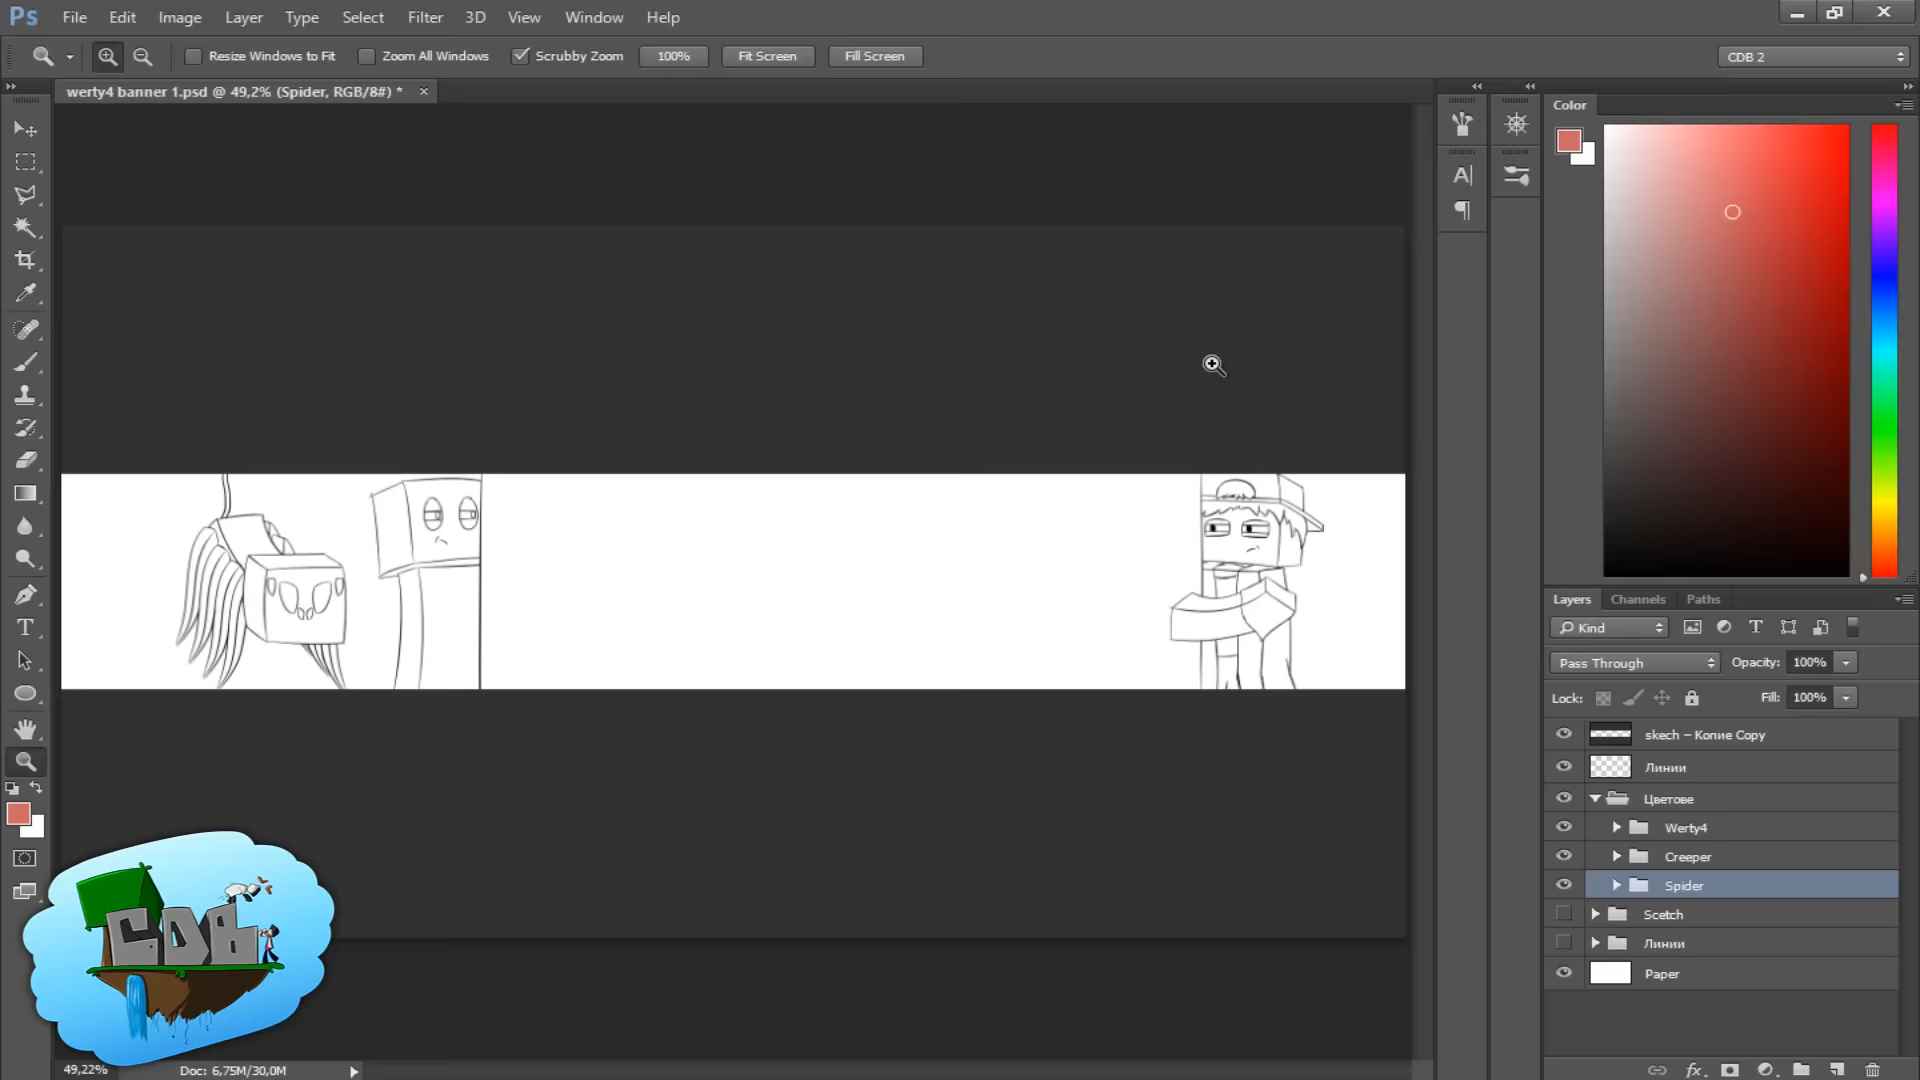 Ps File Edit Image Layer Type Select Filter 3D View Window Help
Resize Windows to Fit Zoom All Windows Scrubby Zoom 100% Fit Screen Fill Screen CDB 2
werty4 banner 1.psd @ 49,2% (Spider, RGB/8#) * ×
Color
Layers Channels Paths
Kind
Pass Through Opacity: 100%
Lock: Fill: 100%
skech – Копие Copy
Линии
Цветове
Werty4
Creeper
Spider
Scetch
Линии
Paper
CDB
49,22% Doc: 6,75M/30,0M
fx